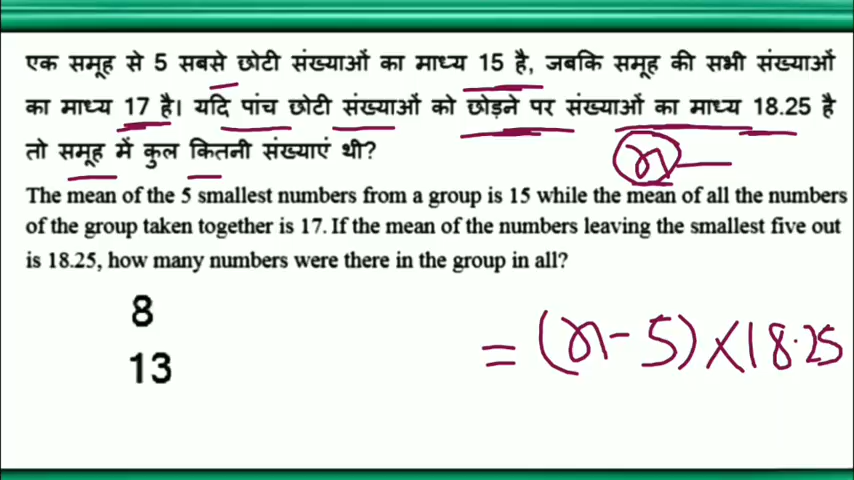 एक समूह से 5 सबसे छोटी संख्याओं का माध्य 15 है, जबकि समूह की सभी संख्याओं
का माध्य 17 है। यदि पांच छोटी संख्याओं को छोड़ने पर संख्याओं का माध्य 18.25 है
तो समूह में कुल कितनी संख्याएं थी?
n
The mean of the 5 smallest numbers from a group is 15 while the mean of all the numbers
of the group taken together is 17. If the mean of the numbers leaving the smallest five out
is 18.25, how many numbers were there in the group in all?
8
13
= (n - 5) × 18.25